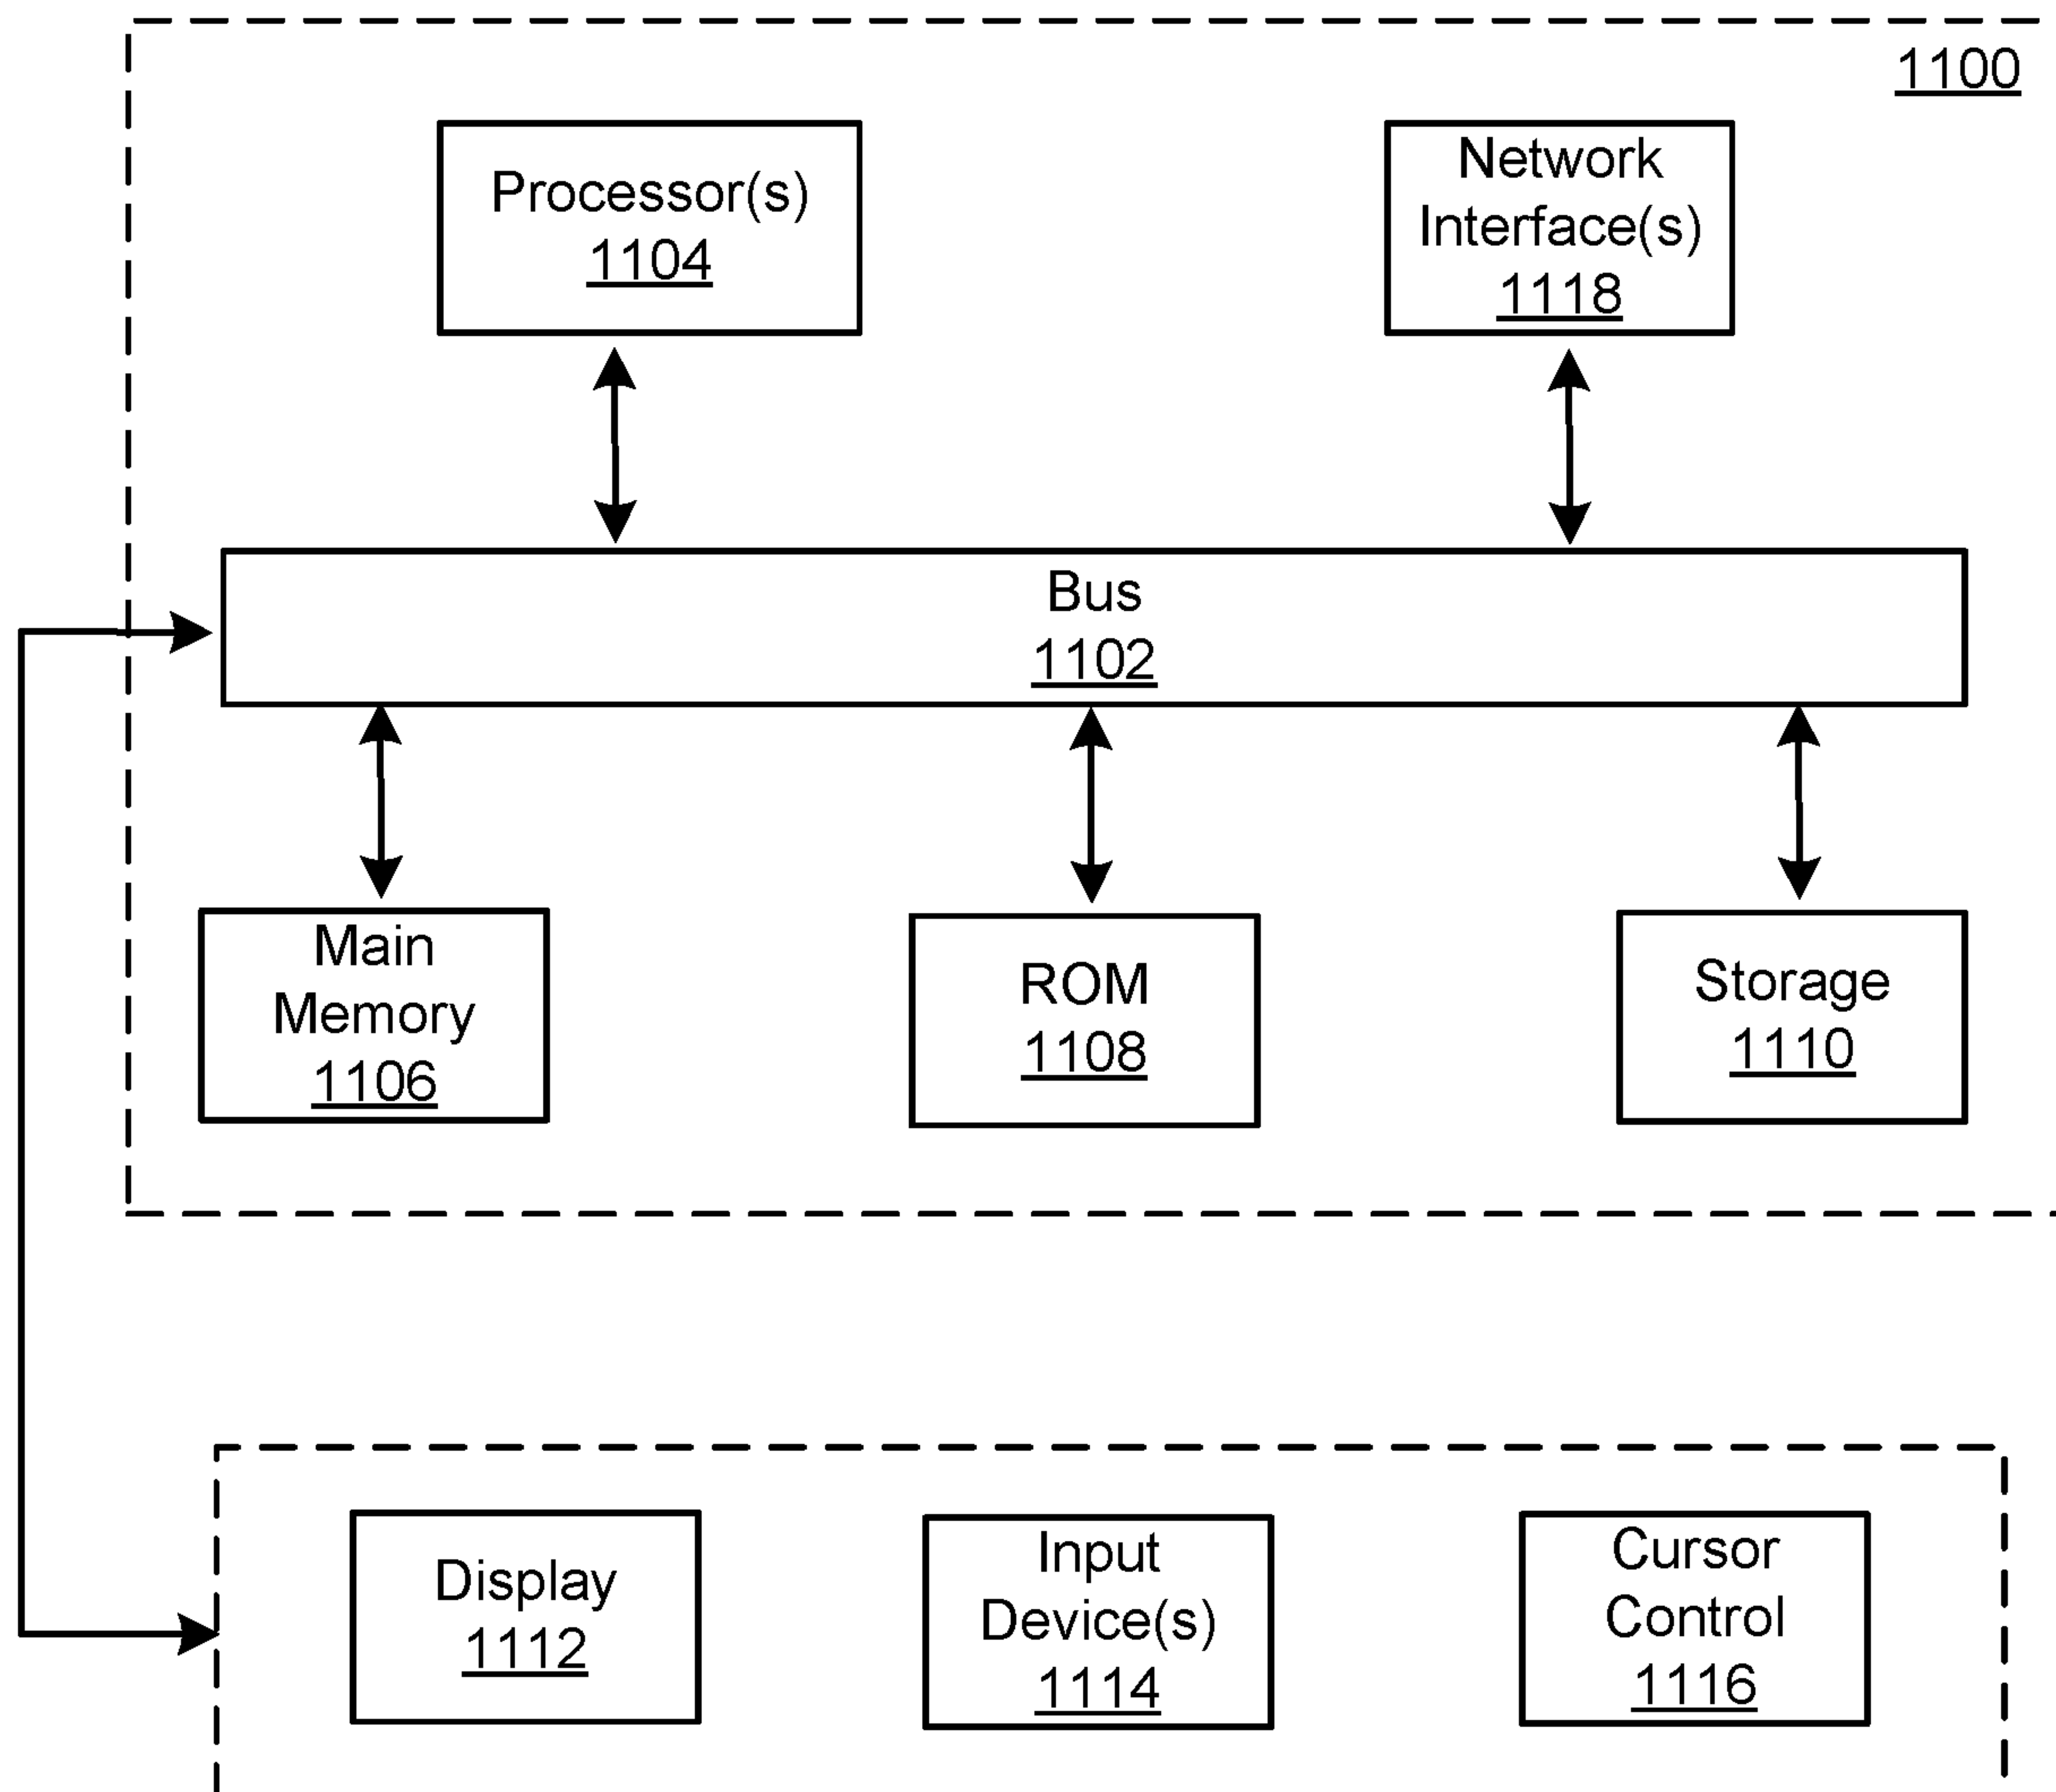 1100
Processor(s)
1104
Network
Interface(s)
1118
Bus
1102
Main
Memory
1106
ROM
1108
Storage
1110
Display
1112
Input
Device(s)
1114
Cursor
Control
1116